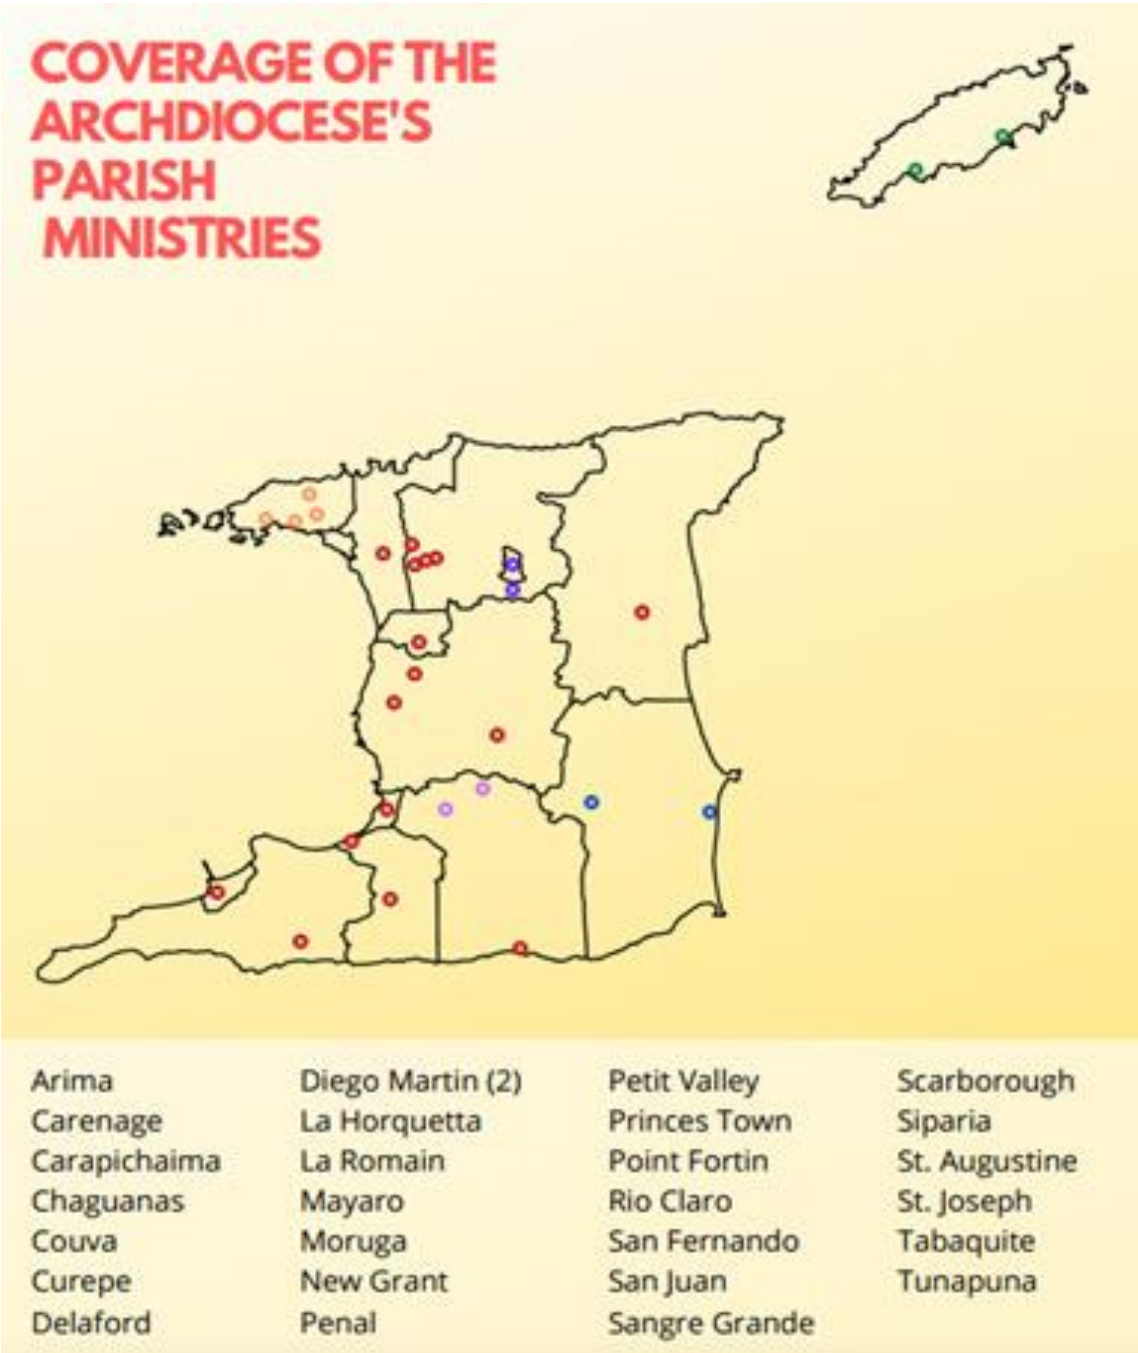 COVERAGE OF THE
ARCHDIOCESE'S
PARISH
MINISTRIES
Arima
Carenage
Carapichaima
Chaguanas
Couva
Curepe
Delaford
Diego Martin (2)
La Horquetta
La Romain
Mayaro
Moruga
New Grant
Penal
Petit Valley
Princes Town
Point Fortin
Rio Claro
San Fernando
San Juan
Sangre Grande
Scarborough
Siparia
St. Augustine
St. Joseph
Tabaquite
Tunapuna